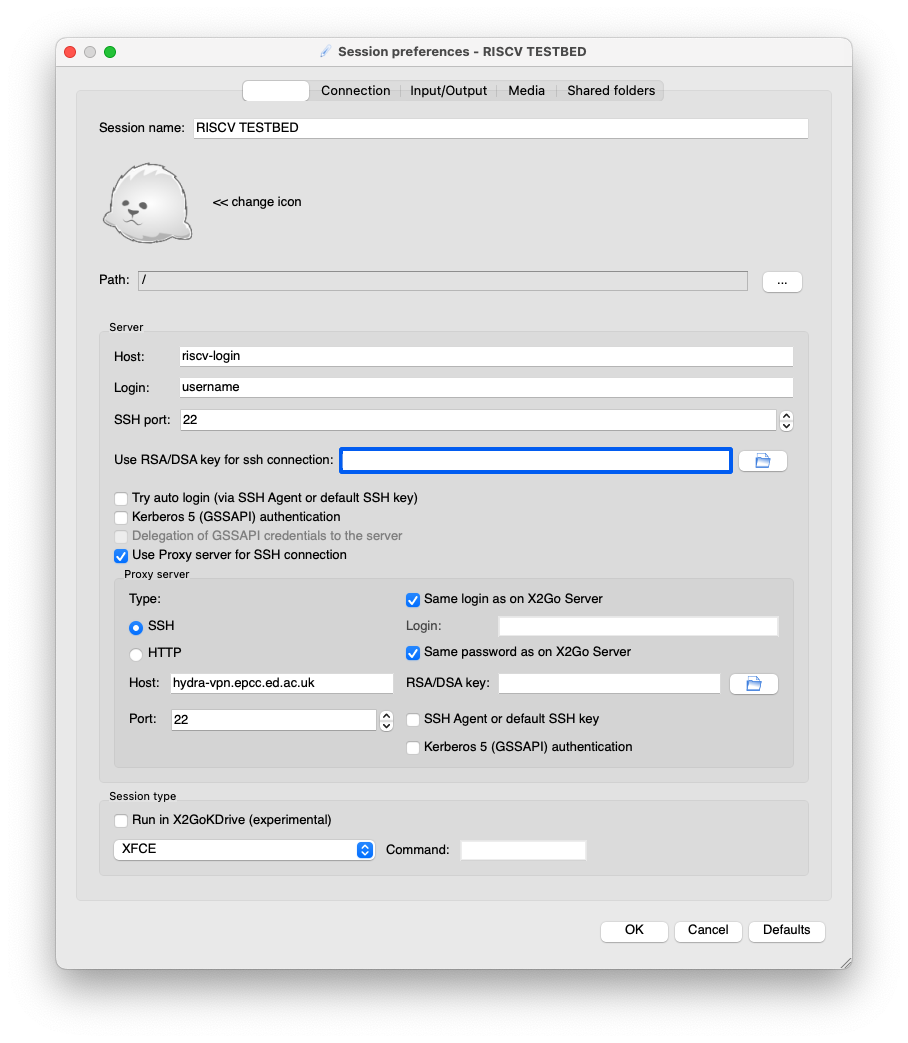 Session preferences - RISCV TESTBED
Connection Input/Output Media Shared folders
Session name: RISCV TESTBED
<< change icon
Path: / ...
Server
Host: riscv-login
Login: username
SSH port: 22
Use RSA/DSA key for ssh connection:
Try auto login (via SSH Agent or default SSH key)
Kerberos 5 (GSSAPI) authentication
Delegation of GSSAPI credentials to the server
Use Proxy server for SSH connection
Proxy server
Type: Same login as on X2Go Server
SSH Login:
HTTP Same password as on X2Go Server
Host: hydra-vpn.epcc.ed.ac.uk RSA/DSA key:
Port: 22 SSH Agent or default SSH key
Kerberos 5 (GSSAPI) authentication
Session type
Run in X2GoKDrive (experimental)
XFCE Command:
OK Cancel Defaults